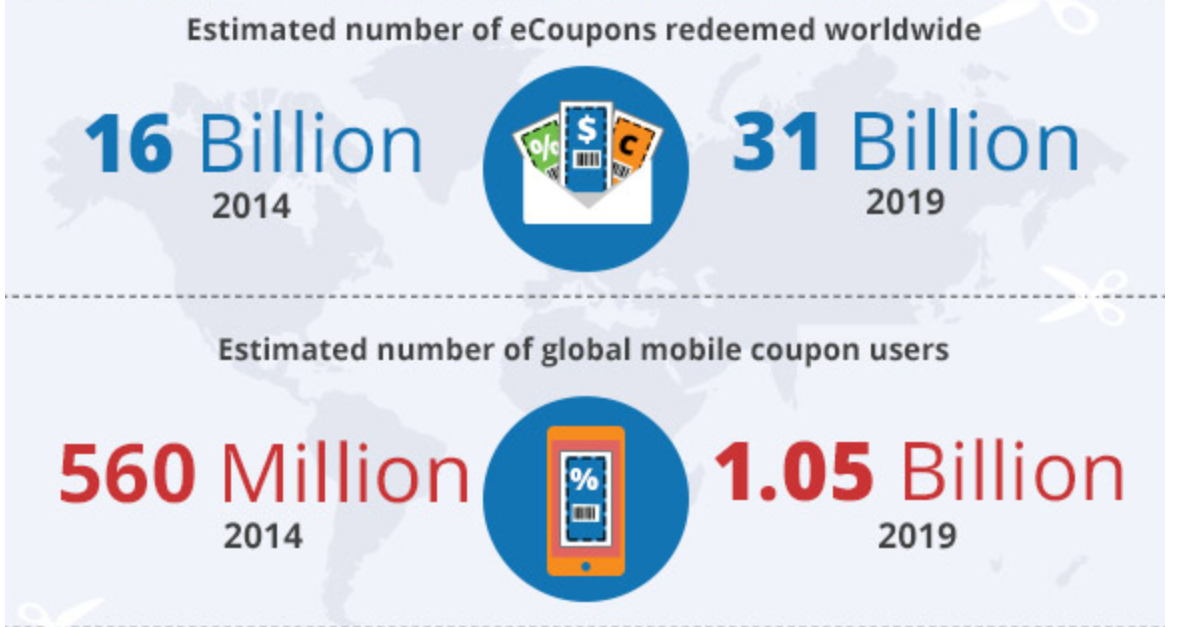 Estimated number of eCoupons redeemed worldwide
16 Billion
2014
% $ C
31 Billion
2019
Estimated number of global mobile coupon users
560 Million
2014
%
1.05 Billion
2019